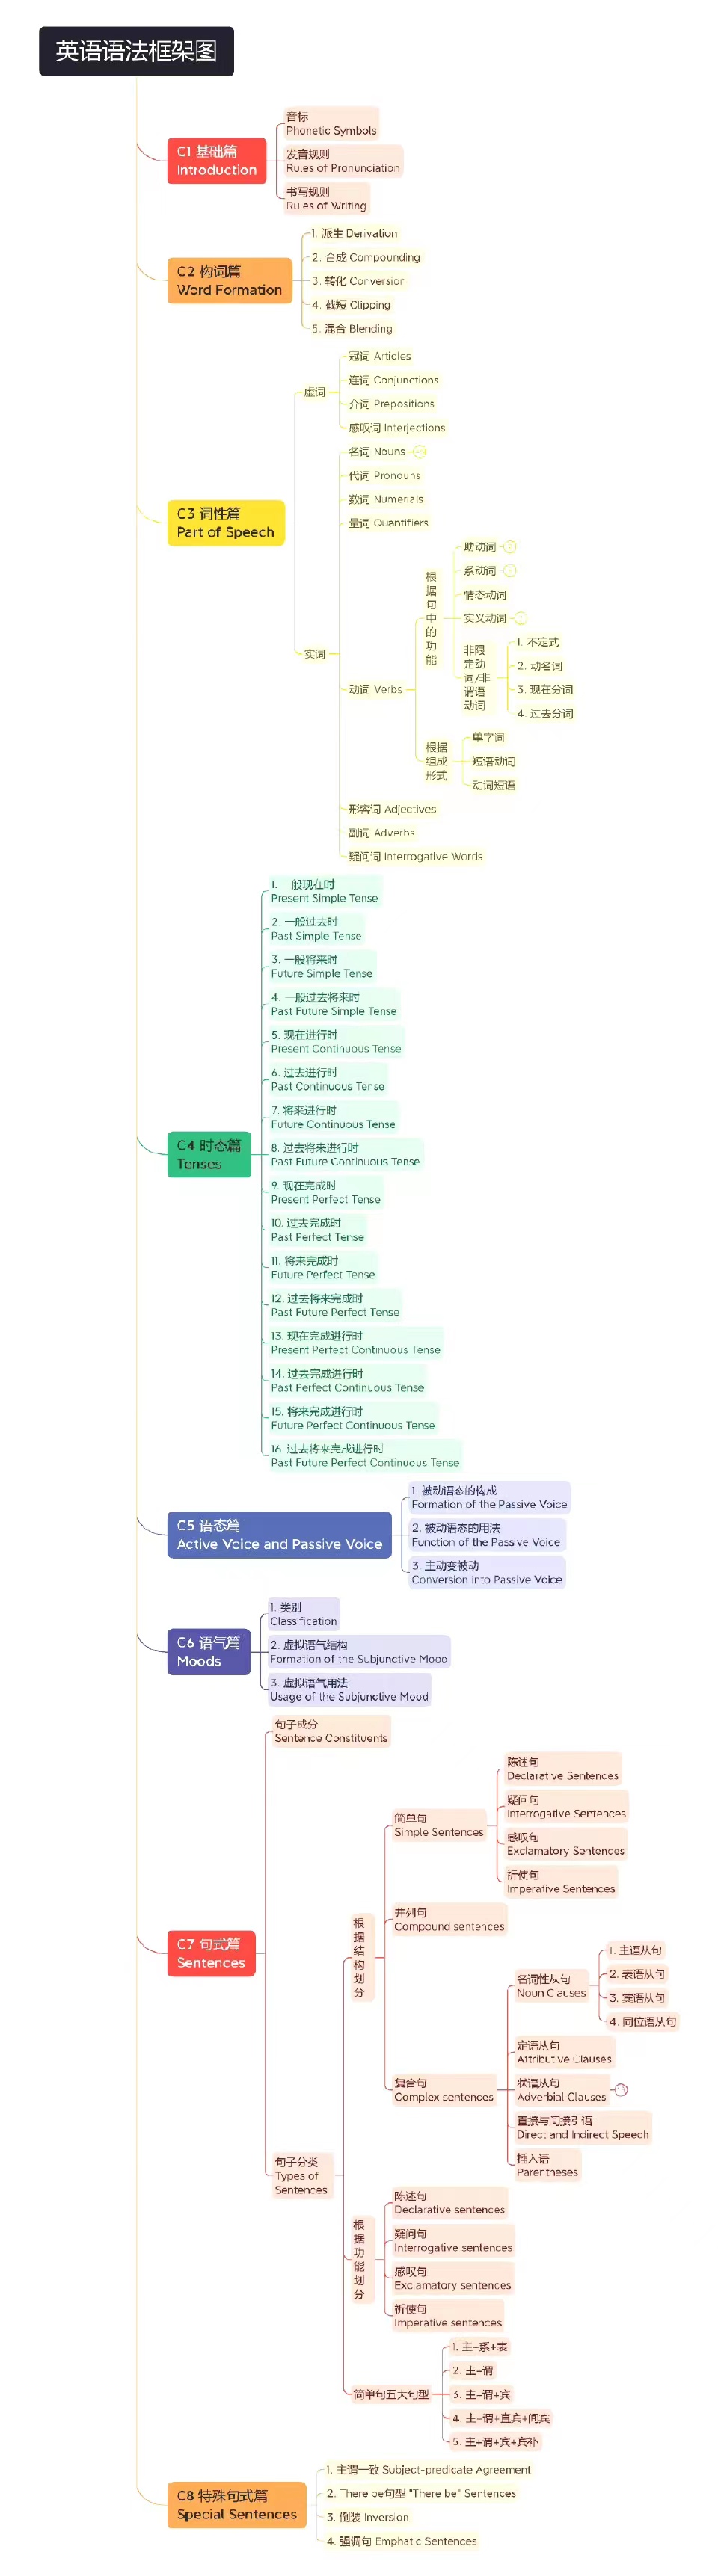 英语语法框架图
C1 基础篇
Introduction
音标
Phonetic Symbols
发音规则
Rules of Pronunciation
书写规则
Rules of Writing
C2 构词篇
Word Formation
1. 派生 Derivation
2. 合成 Compounding
3. 转化 Conversion
4. 截短 Clipping
5. 混合 Blending
C3 词性篇
Part of Speech
虚词
冠词 Articles
连词 Conjunctions
介词 Prepositions
感叹词 Interjections
实词
名词 Nouns
代词 Pronouns
数词 Numerials
量词 Quantifiers
动词 Verbs
根
据
句
中
的
功
能
助动词
系动词
情态动词
实义动词
非限
定动
词/非
谓语
动词
1. 不定式
2. 动名词
3. 现在分词
4. 过去分词
根据
组成
形式
单字词
短语动词
动词短语
形容词 Adjectives
副词 Adverbs
疑问词 Interrogative Words
C4 时态篇
Tenses
1. 一般现在时
Present Simple Tense
2. 一般过去时
Past Simple Tense
3. 一般将来时
Future Simple Tense
4. 一般过去将来时
Past Future Simple Tense
5. 现在进行时
Present Continuous Tense
6. 过去进行时
Past Continuous Tense
7. 将来进行时
Future Continuous Tense
8. 过去将来进行时
Past Future Continuous Tense
9. 现在完成时
Present Perfect Tense
10. 过去完成时
Past Perfect Tense
11. 将来完成时
Future Perfect Tense
12. 过去将来完成时
Past Future Perfect Tense
13. 现在完成进行时
Present Perfect Continuous Tense
14. 过去完成进行时
Past Perfect Continuous Tense
15. 将来完成进行时
Future Perfect Continuous Tense
16. 过去将来完成进行时
Past Future Perfect Continuous Tense
C5 语态篇
Active Voice and Passive Voice
1. 被动语态的构成
Formation of the Passive Voice
2. 被动语态的用法
Function of the Passive Voice
3. 主动变被动
Conversion into Passive Voice
C6 语气篇
Moods
1. 类别
Classification
2. 虚拟语气结构
Formation of the Subjunctive Mood
3. 虚拟语气用法
Usage of the Subjunctive Mood
C7 句式篇
Sentences
句子成分
Sentence Constituents
句子分类
Types of
Sentences
根
据
结
构
划
分
简单句
Simple Sentences
陈述句
Declarative Sentences
疑问句
Interrogative Sentences
感叹句
Exclamatory Sentences
祈使句
Imperative Sentences
并列句
Compound sentences
复合句
Complex sentences
名词性从句
Noun Clauses
1. 主语从句
2. 表语从句
3. 宾语从句
4. 同位语从句
定语从句
Attributive Clauses
状语从句
Adverbial Clauses
直接与间接引语
Direct and Indirect Speech
插入语
Parentheses
根
据
功
能
划
分
陈述句
Declarative sentences
疑问句
Interrogative sentences
感叹句
Exclamatory sentences
祈使句
Imperative sentences
简单句五大句型
1. 主+系+表
2. 主+谓
3. 主+谓+宾
4. 主+谓+直宾+间宾
5. 主+谓+宾+宾补
C8 特殊句式篇
Special Sentences
1. 主谓一致 Subject-predicate Agreement
2. There be句型 "There be" Sentences
3. 倒装 Inversion
4. 强调句 Emphatic Sentences